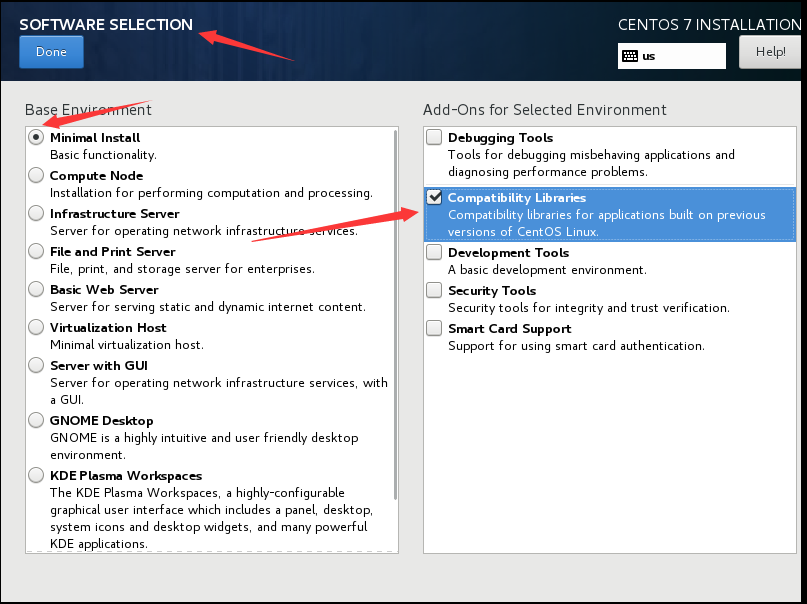 SOFTWARE SELECTION
CENTOS 7 INSTALLATION
Done
us
Help!
Base Environment
Minimal Install
Basic functionality.
Compute Node
Installation for performing computation and processing.
Infrastructure Server
Server for operating network infrastructure services.
File and Print Server
File, print, and storage server for enterprises.
Basic Web Server
Server for serving static and dynamic internet content.
Virtualization Host
Minimal virtualization host.
Server with GUI
Server for operating network infrastructure services, with
a GUI.
GNOME Desktop
GNOME is a highly intuitive and user friendly desktop
environment.
KDE Plasma Workspaces
The KDE Plasma Workspaces, a highly-configurable
graphical user interface which includes a panel, desktop,
system icons and desktop widgets, and many powerful
KDE applications.
Add-Ons for Selected Environment
Debugging Tools
Tools for debugging misbehaving applications and
diagnosing performance problems.
Compatibility Libraries
Compatibility libraries for applications built on previous
versions of CentOS Linux.
Development Tools
A basic development environment.
Security Tools
Security tools for integrity and trust verification.
Smart Card Support
Support for using smart card authentication.